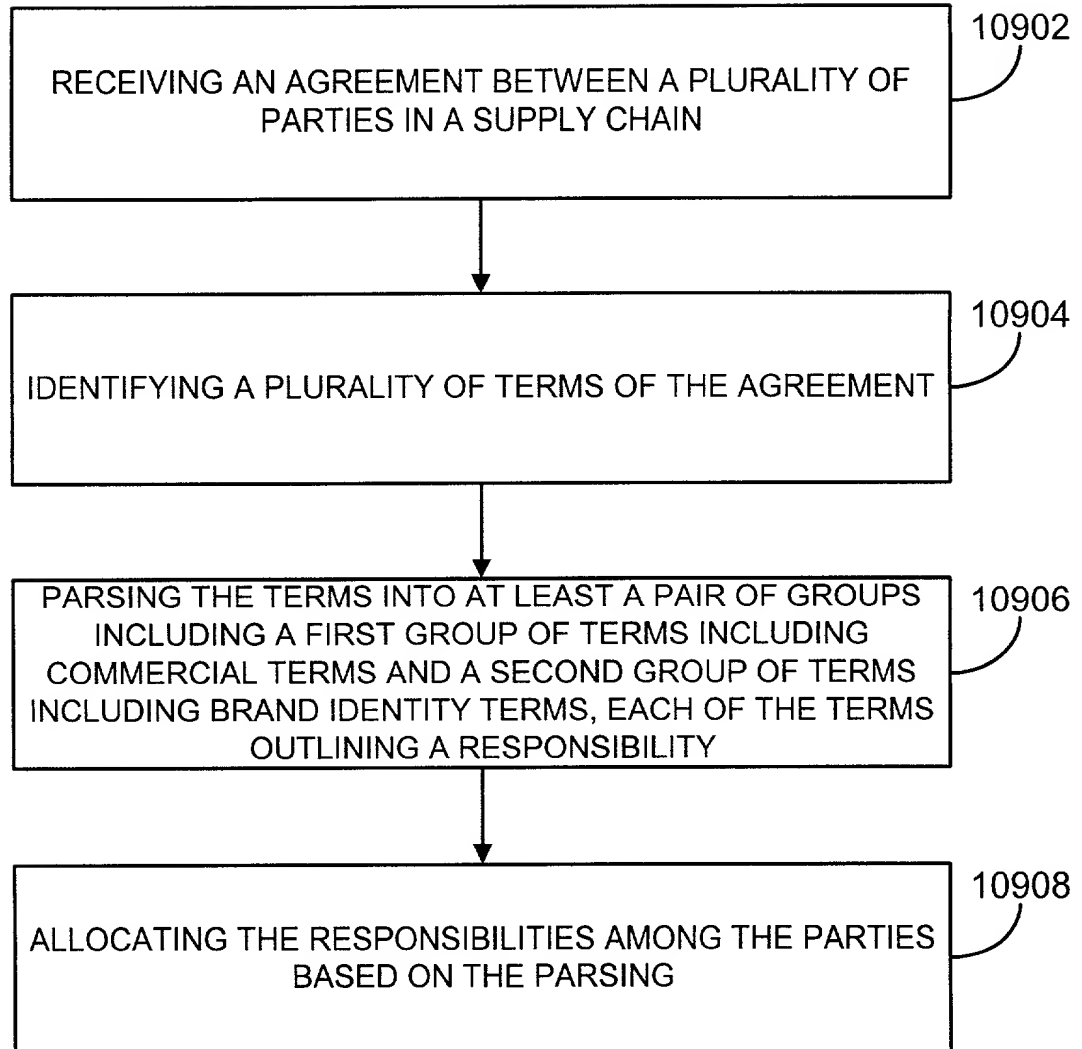 10902
RECEIVING AN AGREEMENT BETWEEN A PLURALITY OF
PARTIES IN A SUPPLY CHAIN
10904
IDENTIFYING A PLURALITY OF TERMS OF THE AGREEMENT
10906
PARSING THE TERMS INTO AT LEAST A PAIR OF GROUPS
INCLUDING A FIRST GROUP OF TERMS INCLUDING
COMMERCIAL TERMS AND A SECOND GROUP OF TERMS
INCLUDING BRAND IDENTITY TERMS, EACH OF THE TERMS
OUTLINING A RESPONSIBILITY
10908
ALLOCATING THE RESPONSIBILITIES AMONG THE PARTIES
BASED ON THE PARSING